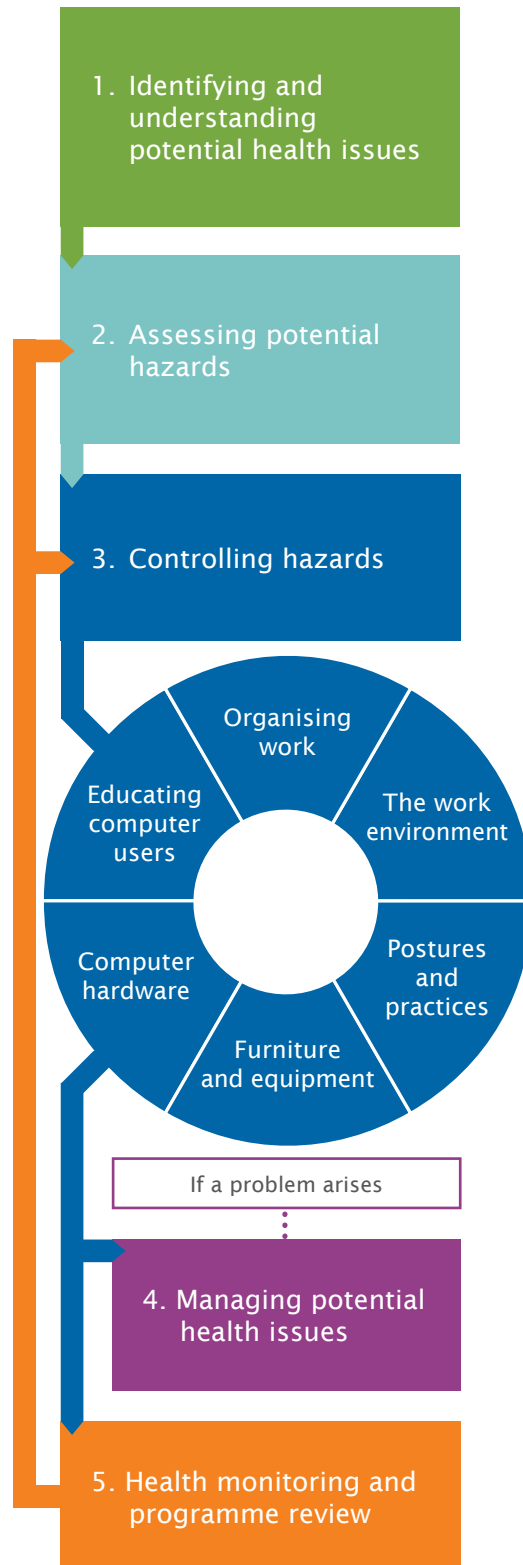 1. Identifying and
understanding
potential health issues
2. Assessing potential
hazards
3. Controlling hazards
Organising
work
The work
environment
Postures
and
practices
Furniture
and equipment
Computer
hardware
Educating
computer
users
If a problem arises
4. Managing potential
health issues
5. Health monitoring and
programme review